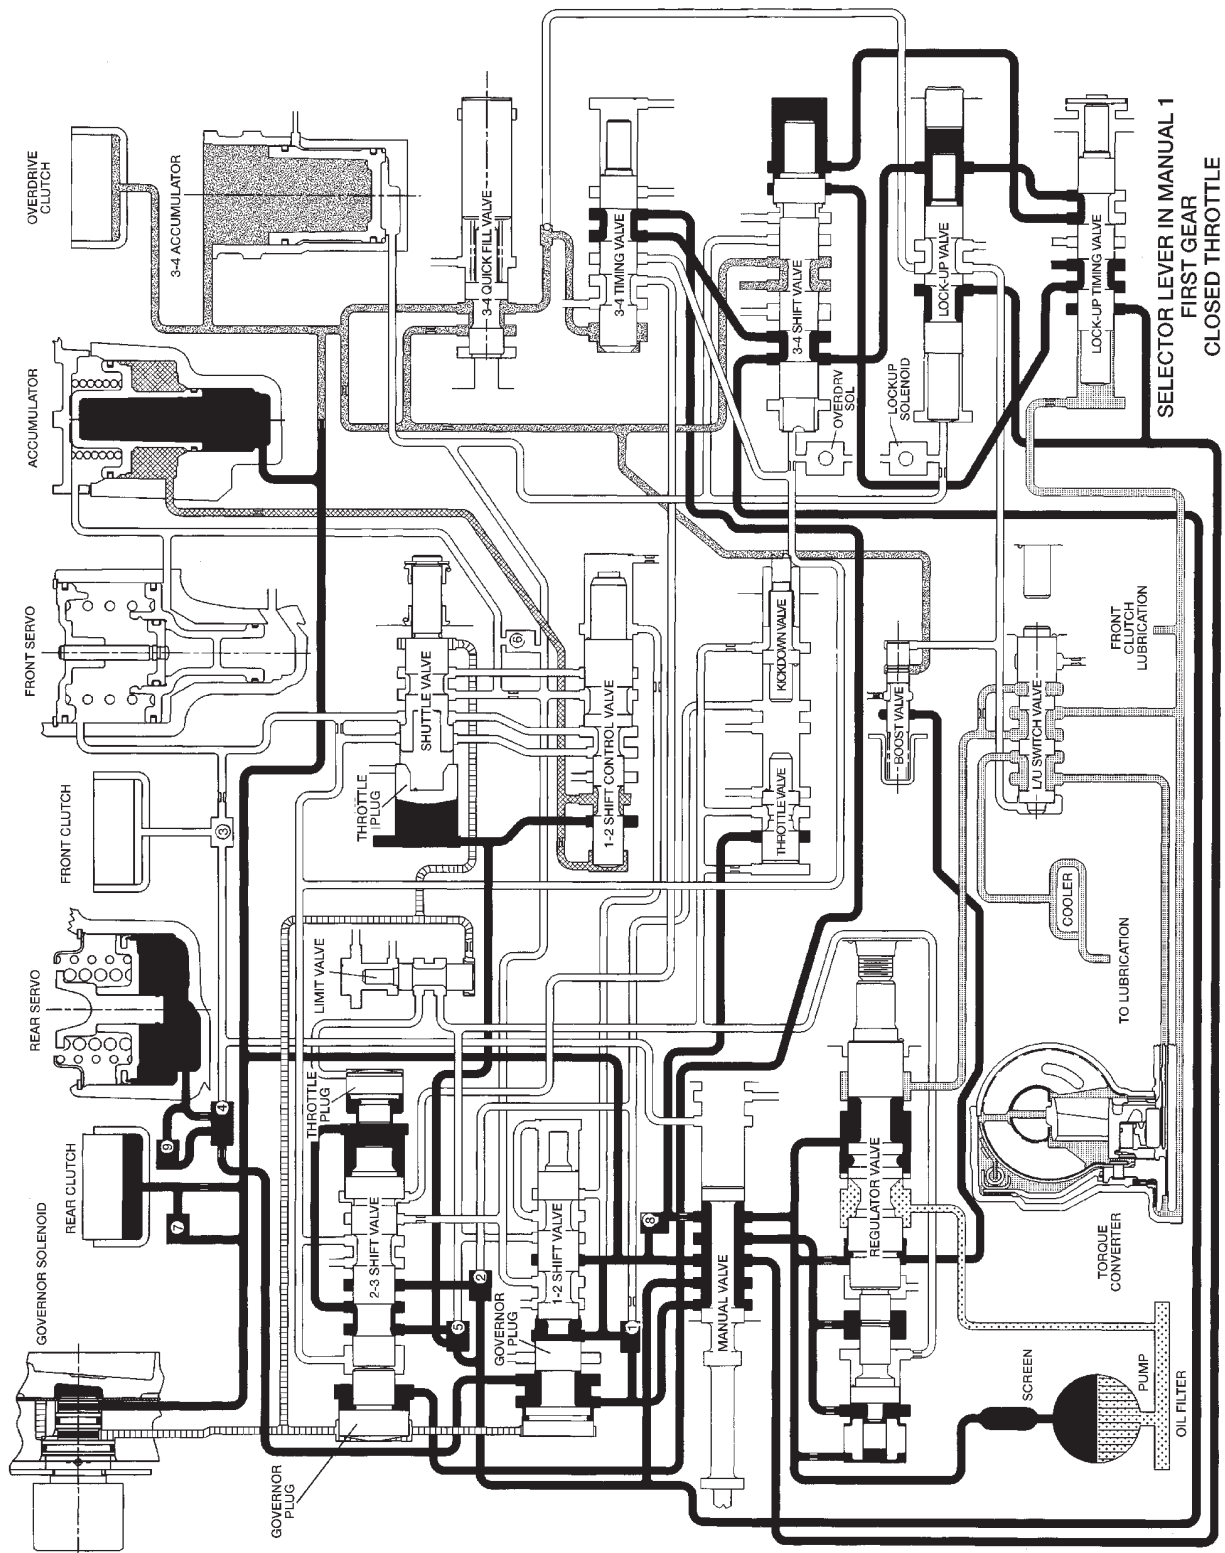 OVERDRIVE
CLUTCH
3-4 ACCUMULATOR
3-4 QUICK FILL VALVE
3-4 TIMING VALVE
3-4 SHIFT VALVE
LOCK-UP VALVE
LOCK-UP TIMING VALVE
SELECTOR LEVER IN MANUAL 1
FIRST GEAR
CLOSED THROTTLE
ACCUMULATOR
OVERDRV
SOL
LOCKUP
SOLENOID
FRONT SERVO
SHUTTLE VALVE
THROTTLE
PLUG
6
1-2 SHIFT CONTROL VALVE
KICKDOWN VALVE
THROTTLE VALVE
BOOST VALVE
L/U SWITCH VALVE
FRONT
CLUTCH
LUBRICATION
FRONT CLUTCH
3
COOLER
TO LUBRICATION
REAR SERVO
LIMIT VALVE
REAR CLUTCH
9
4
7
THROTTLE
PLUG
2-3 SHIFT VALVE
2
5
1-2 SHIFT VALVE
GOVERNOR
PLUG
1
8
MANUAL VALVE
REGULATOR VALVE
TORQUE
CONVERTER
GOVERNOR SOLENOID
GOVERNOR
PLUG
SCREEN
PUMP
OIL FILTER